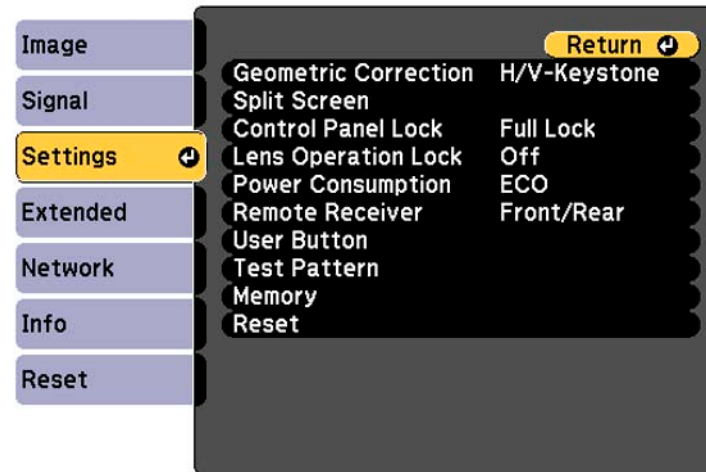 Image
Signal
Settings
Extended
Network
Info
Reset
Return
Geometric Correction H/V-Keystone
Split Screen
Control Panel Lock Full Lock
Lens Operation Lock Off
Power Consumption ECO
Remote Receiver Front/Rear
User Button
Test Pattern
Memory
Reset